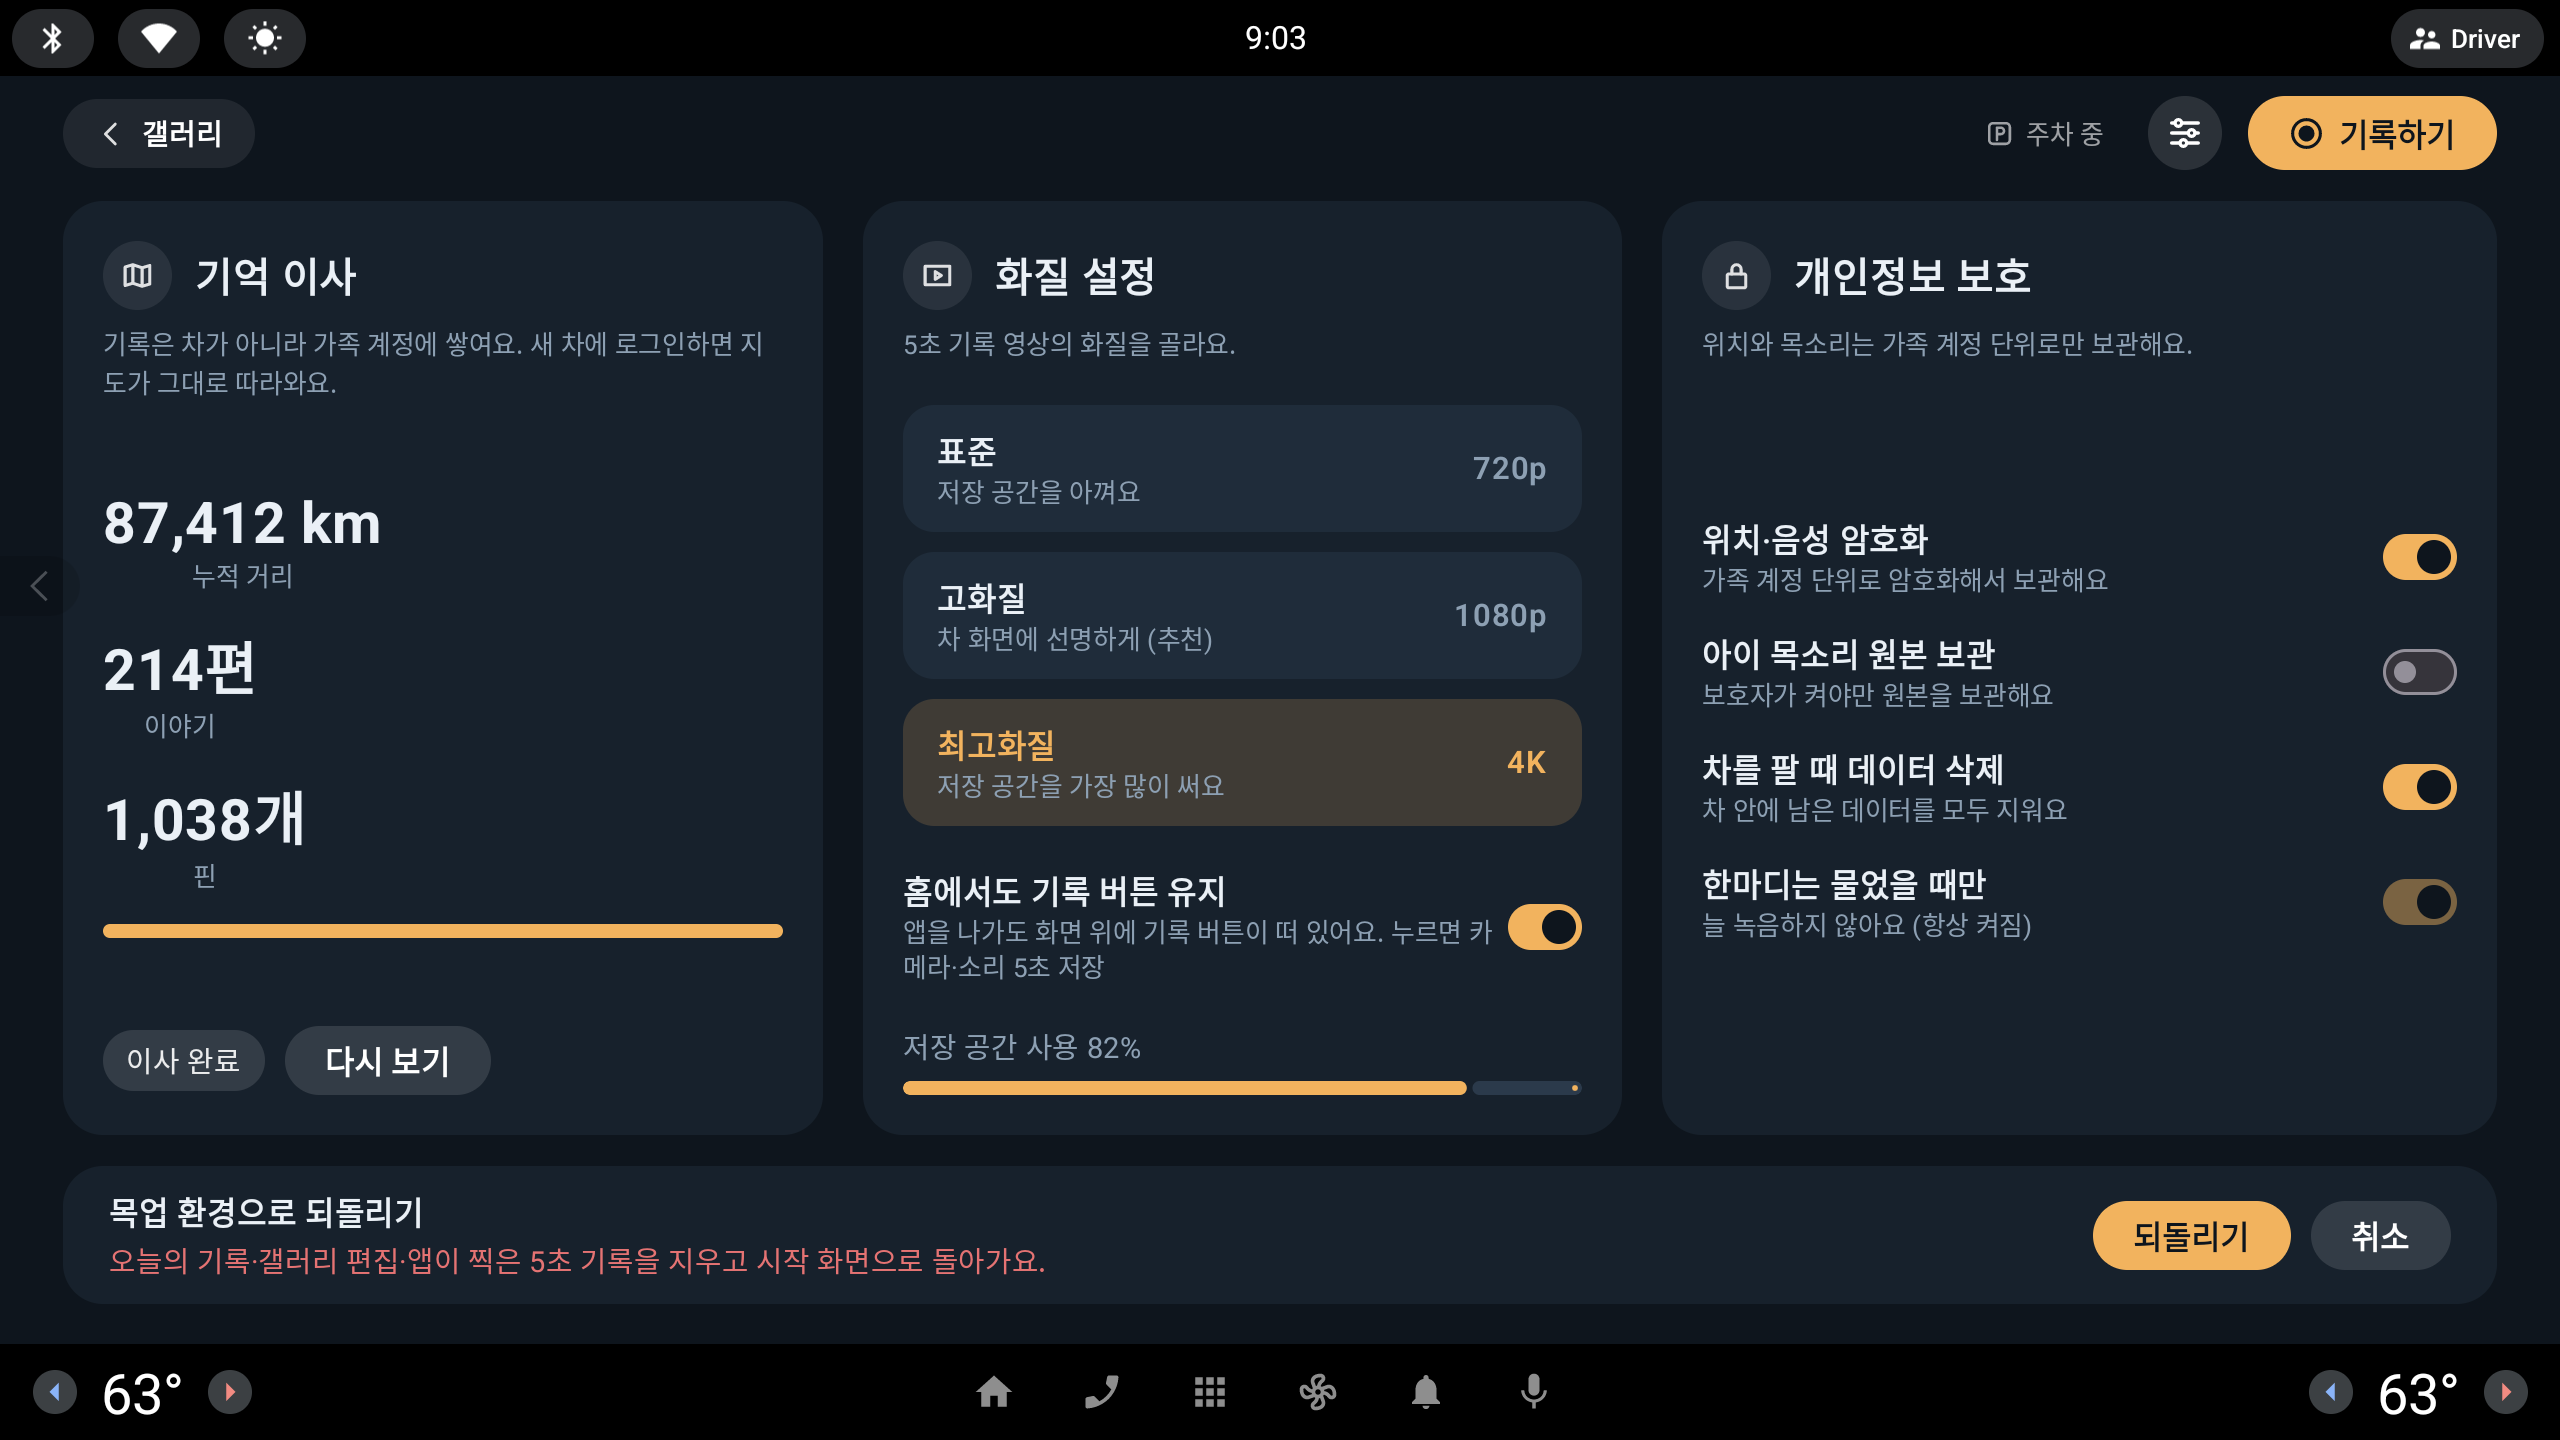 9:03
Driver
갤러리
주차 중
기록하기
기억 이사
기록은 차가 아니라 가족 계정에 쌓여요. 새 차에 로그인하면 지
도가 그대로 따라와요.
87,412 km
누적 거리
214편
이야기
1,038개
핀
이사 완료
다시 보기
화질 설정
5초 기록 영상의 화질을 골라요.
표준
저장 공간을 아껴요
720p
고화질
차 화면에 선명하게 (추천)
1080p
최고화질
저장 공간을 가장 많이 써요
4K
홈에서도 기록 버튼 유지
앱을 나가도 화면 위에 기록 버튼이 떠 있어요. 누르면 카
메라·소리 5초 저장
저장 공간 사용 82%
개인정보 보호
위치와 목소리는 가족 계정 단위로만 보관해요.
위치·음성 암호화
가족 계정 단위로 암호화해서 보관해요
아이 목소리 원본 보관
보호자가 켜야만 원본을 보관해요
차를 팔 때 데이터 삭제
차 안에 남은 데이터를 모두 지워요
한마디는 물었을 때만
늘 녹음하지 않아요 (항상 켜짐)
목업 환경으로 되돌리기
오늘의 기록·갤러리 편집·앱이 찍은 5초 기록을 지우고 시작 화면으로 돌아가요.
되돌리기
취소
63°
63°